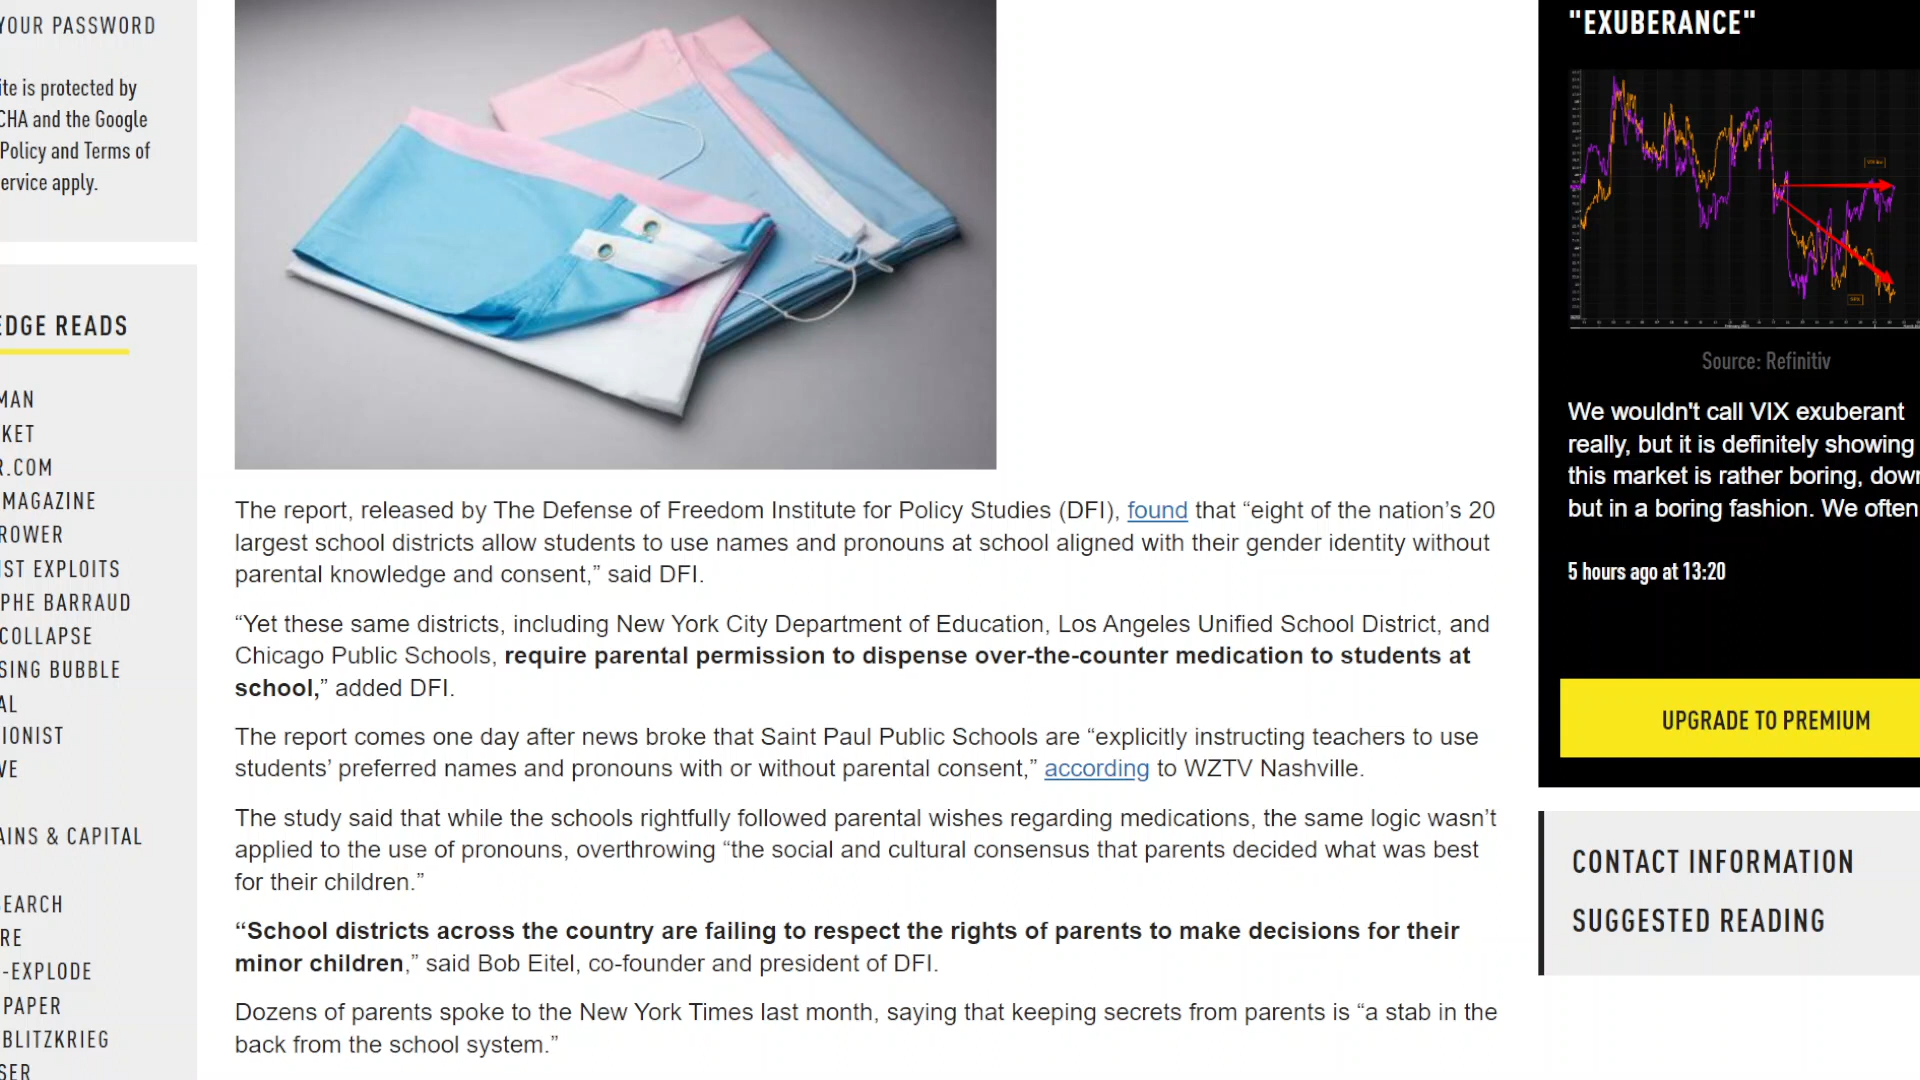 YOUR PASSWORD
ite is protected by
CHA and the Google
Policy and Terms of
ervice apply.
EDGE READS
MAN
KET
R.COM
MAGAZINE
ROWER
IST EXPLOITS
PHE BARRAUD
COLLAPSE
SING BUBBLE
AL
IONIST
VE
AINS & CAPITAL
EARCH
RE
-EXPLODE
PAPER
BLITZKRIEG
SER
The report, released by The Defense of Freedom Institute for Policy Studies (DFI), found that “eight of the nation’s 20
largest school districts allow students to use names and pronouns at school aligned with their gender identity without
parental knowledge and consent,” said DFI.
“Yet these same districts, including New York City Department of Education, Los Angeles Unified School District, and
Chicago Public Schools, require parental permission to dispense over-the-counter medication to students at
school,” added DFI.
The report comes one day after news broke that Saint Paul Public Schools are “explicitly instructing teachers to use
students’ preferred names and pronouns with or without parental consent,” according to WZTV Nashville.
The study said that while the schools rightfully followed parental wishes regarding medications, the same logic wasn’t
applied to the use of pronouns, overthrowing “the social and cultural consensus that parents decided what was best
for their children.”
“School districts across the country are failing to respect the rights of parents to make decisions for their
minor children,” said Bob Eitel, co-founder and president of DFI.
Dozens of parents spoke to the New York Times last month, saying that keeping secrets from parents is “a stab in the
back from the school system.”
"EXUBERANCE"
Source: Refinitiv
We wouldn't call VIX exuberant
really, but it is definitely showing
this market is rather boring, down
but in a boring fashion. We often
5 hours ago at 13:20
UPGRADE TO PREMIUM
CONTACT INFORMATION
SUGGESTED READING